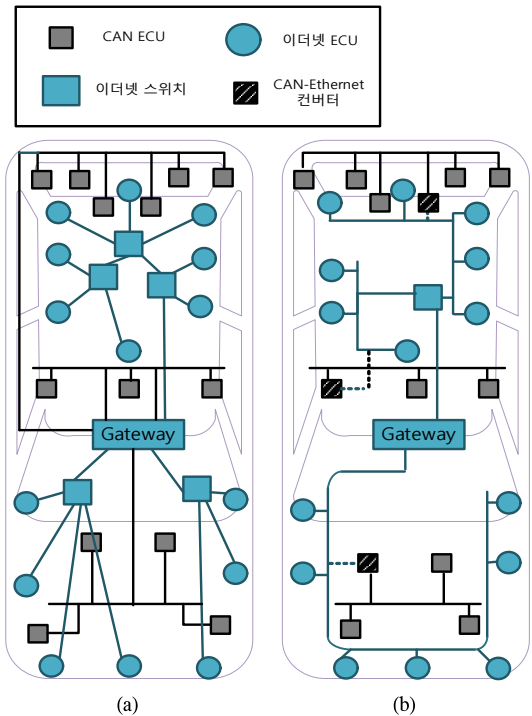 CAN ECU
이더넷 ECU
이더넷 스위치
CAN-Ethernet
컨버터
Gateway
Gateway
(a)
(b)